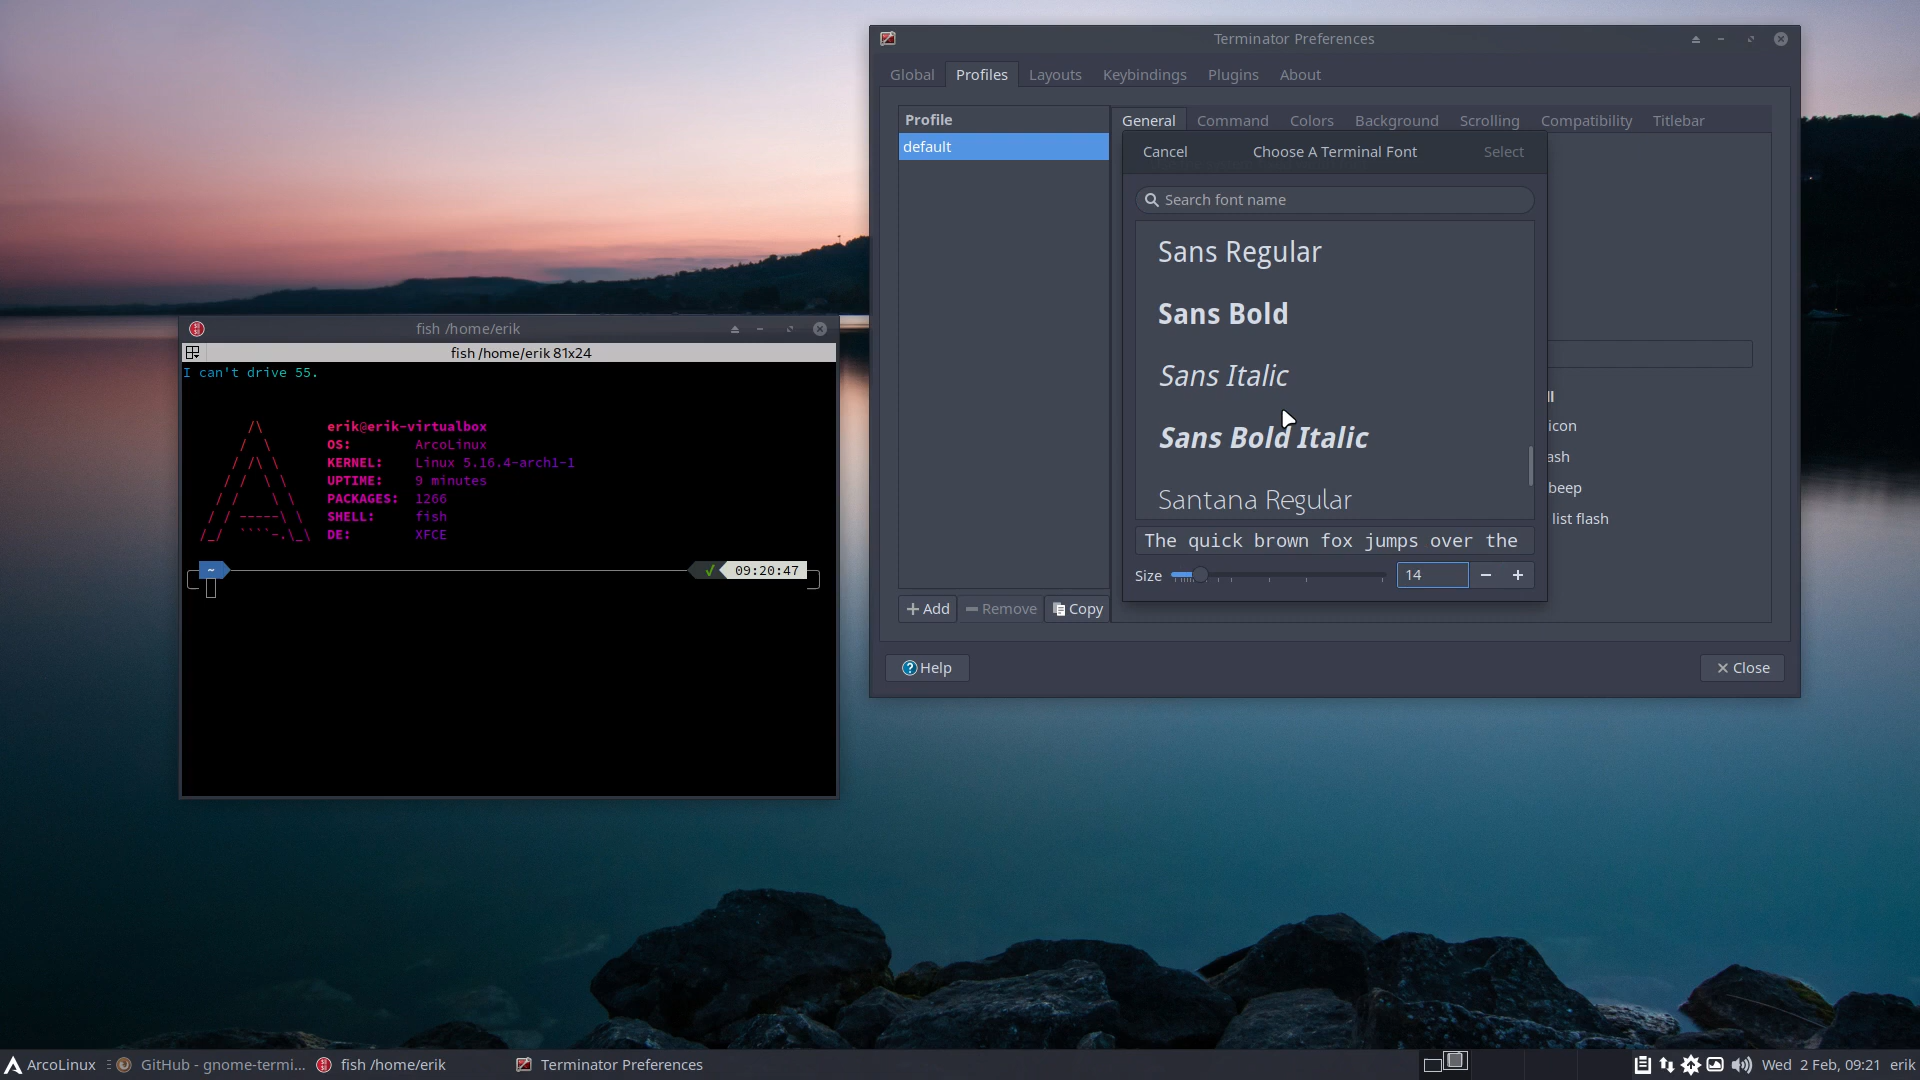 Terminator Preferences
Global Profiles Layouts Keybindings Plugins About
Profile
default
General Command Colors Background Scrolling Compatibility Titlebar
Cancel Choose A Terminal Font Select
Search font name
Sans Regular
Sans Bold
Sans Italic
Sans Bold Italic
Santana Regular
The quick brown fox jumps over the
Size 14 - +
ll
icon
ash
beep
list flash
+ Add Remove Copy
Help Close
fish /home/erik
fish /home/erik 81x24
I can't drive 55.
/\
/  \
/ /\ \
/ /  \ \
/ /    \ \
/ / -----\ \
/_/  ````-.\_\
erik@erik-virtualbox
OS: ArcoLinux
KERNEL: Linux 5.16.4-arch1-1
UPTIME: 9 minutes
PACKAGES: 1266
SHELL: fish
DE: XFCE
~ ✓ 09:20:47
ArcoLinux GitHub - gnome-termi... fish /home/erik Terminator Preferences Wed 2 Feb, 09:21 erik